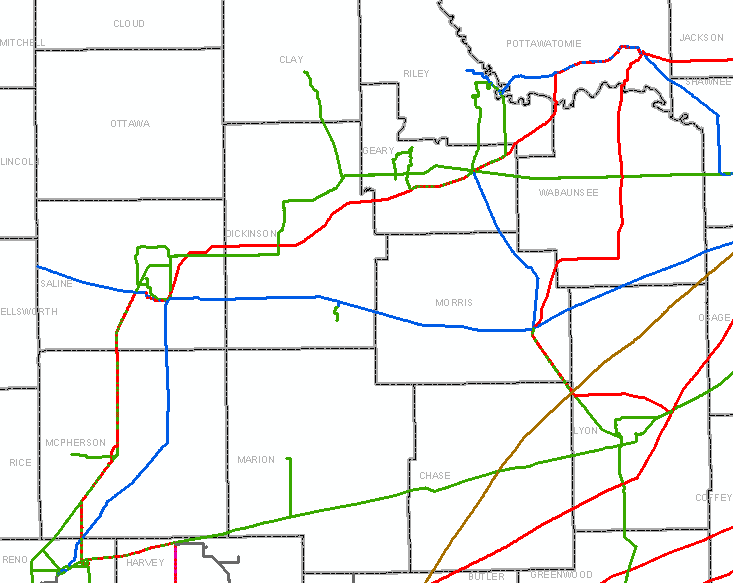 CLOUD
MITCHELL
CLAY
RILEY
POTTAWATOMIE
JACKSON
SHAWNEE
OTTAWA
LINCOLN
GEARY
WABAUNSEE
DICKINSON
SALINE
ELLSWORTH
MORRIS
OSAGE
MCPHERSON
RICE
MARION
CHASE
LYON
COFFEY
RENO
HARVEY
BUTLER
GREENWOOD